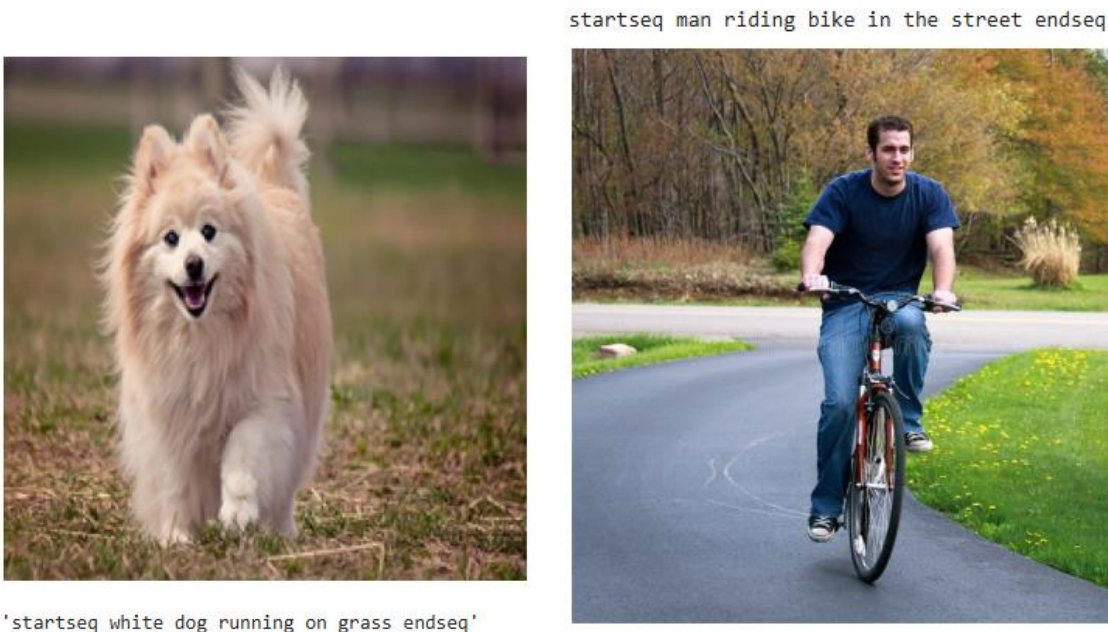 startseq man riding bike in the street endseq
'startseq white dog running on grass endseq'